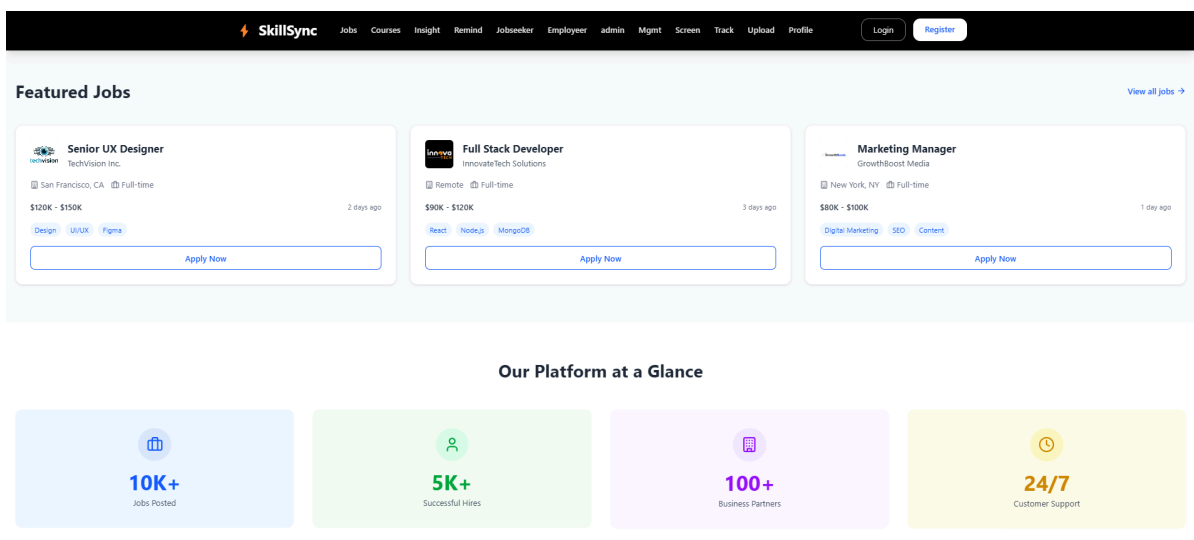 SkillSync Jobs Courses Insight Remind Jobseeker Employeer admin Mgmt Screen Track Upload Profile Login Register
Featured Jobs
View all jobs →
Senior UX Designer
techvision
TechVision Inc.
San Francisco, CA Full-time
$120K - $150K 2 days ago
Design UI/UX Figma
Apply Now
Full Stack Developer
innova
TECH
InnovateTech Solutions
Remote Full-time
$90K - $120K 3 days ago
React Node.js MongoDB
Apply Now
Marketing Manager
GrowthBoost Media
New York, NY Full-time
$80K - $100K 1 day ago
Digital Marketing SEO Content
Apply Now
Our Platform at a Glance
10K+
Jobs Posted
5K+
Successful Hires
100+
Business Partners
24/7
Customer Support